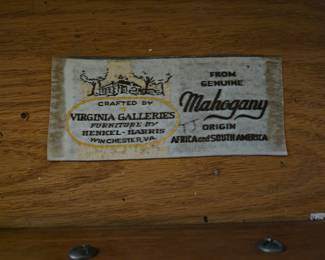 CRAFTED BY
VIRGINIA GALLERIES
FURNITURE BY
HENKEL-HARRIS
WINCHESTER, VA.
FROM
GENUINE
Mahogany
ORIGIN
AFRICA and SOUTH AMERICA